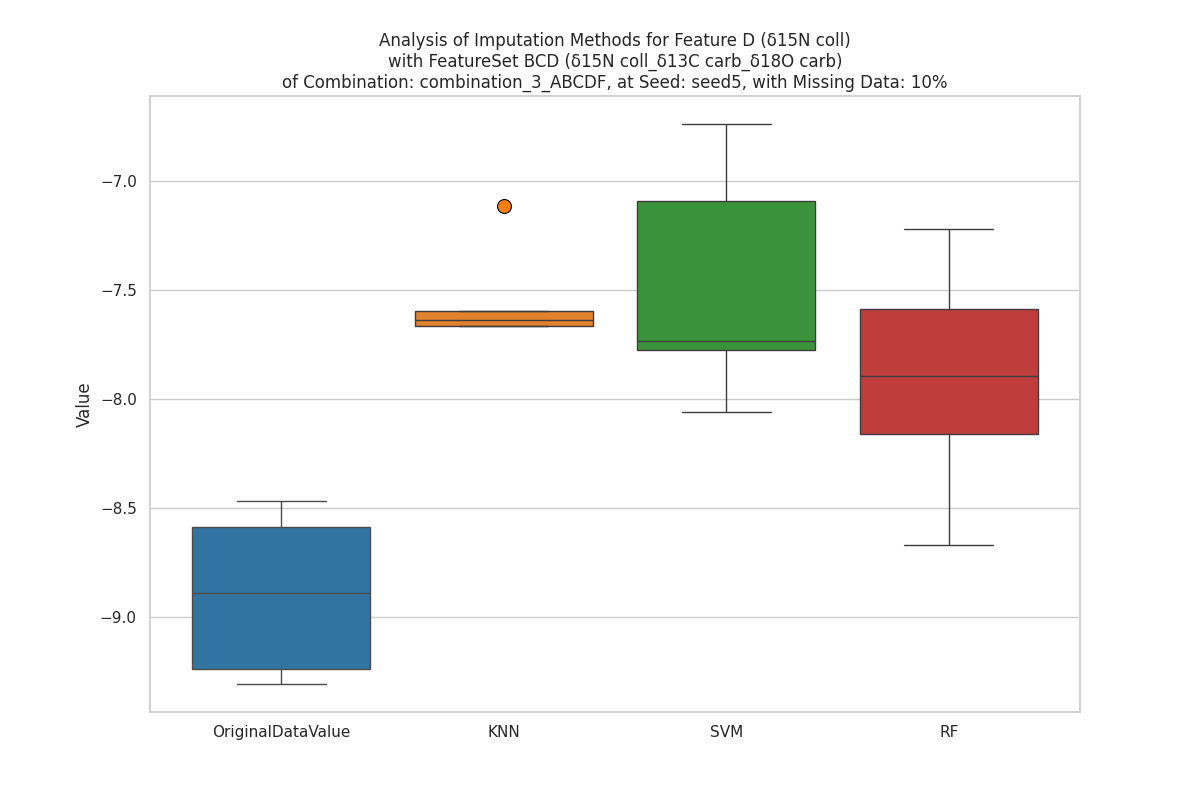 Analysis of Imputation Methods for Feature D (δ15N coll)
with FeatureSet BCD (δ15N coll_δ13C carb_δ18O carb)
of Combination: combination_3_ABCDF, at Seed: seed5, with Missing Data: 10%
Value
−7.0
−7.5
−8.0
−8.5
−9.0
OriginalDataValue
KNN
SVM
RF